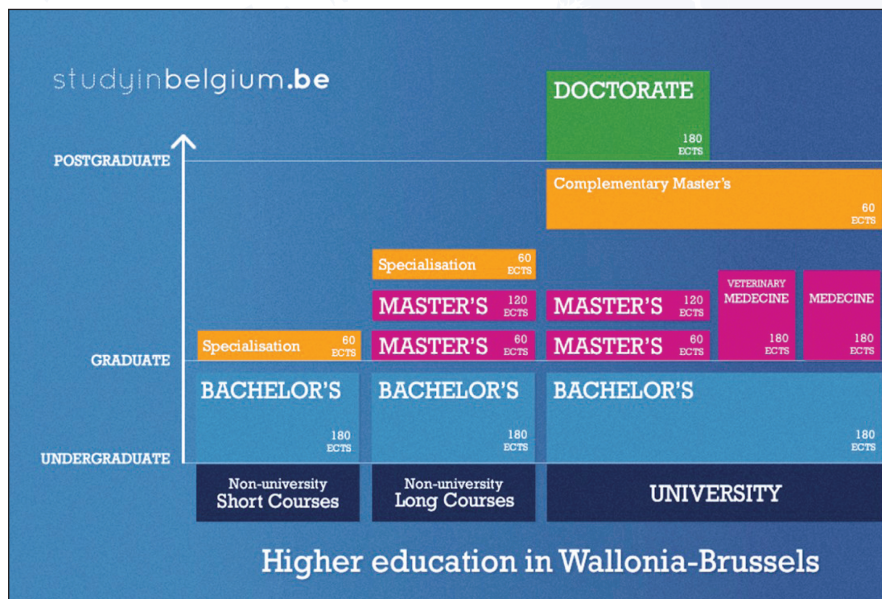 studyinbelgium.be
DOCTORATE
180
ECTS
POSTGRADUATE
Complementary Master's
60
ECTS
Specialisation
60
ECTS
MASTER'S
120
ECTS
MASTER'S
120
ECTS
VETERINARY
MEDECINE
180
ECTS
MEDECINE
180
ECTS
Specialisation
60
ECTS
MASTER'S
60
ECTS
MASTER'S
60
ECTS
GRADUATE
BACHELOR'S
180
ECTS
BACHELOR'S
180
ECTS
BACHELOR'S
180
ECTS
UNDERGRADUATE
Non-university
Short Courses
Non-university
Long Courses
UNIVERSITY
Higher education in Wallonia-Brussels